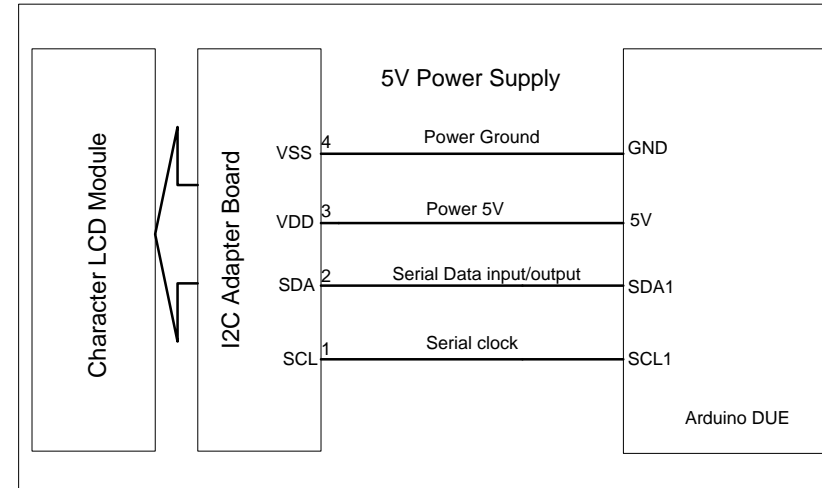 Character LCD Module
I2C Adapter Board
5V Power Supply
VSS 4 Power Ground GND
VDD 3 Power 5V 5V
SDA 2 Serial Data input/output SDA1
SCL 1 Serial clock SCL1
Arduino DUE